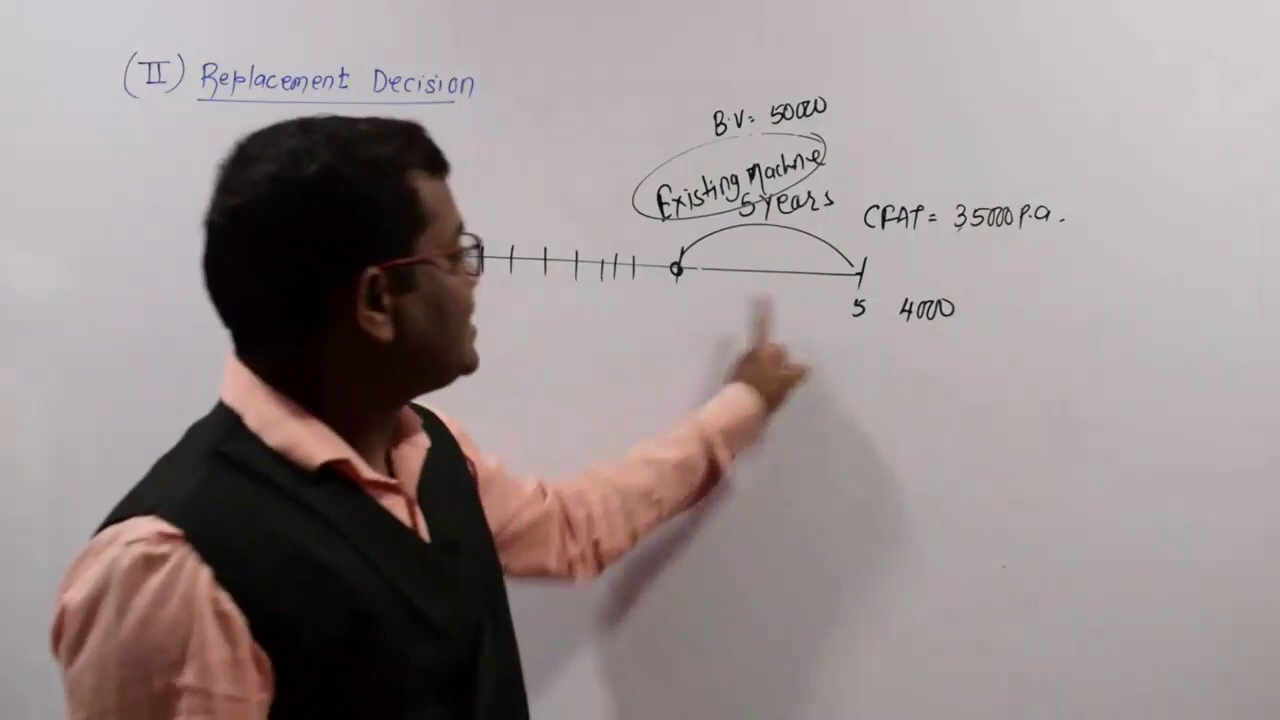 (II) Replacement Decision
B.V= 50000
Existing Machine
5 Years
CFAT = 35000 P.a.
5 4000